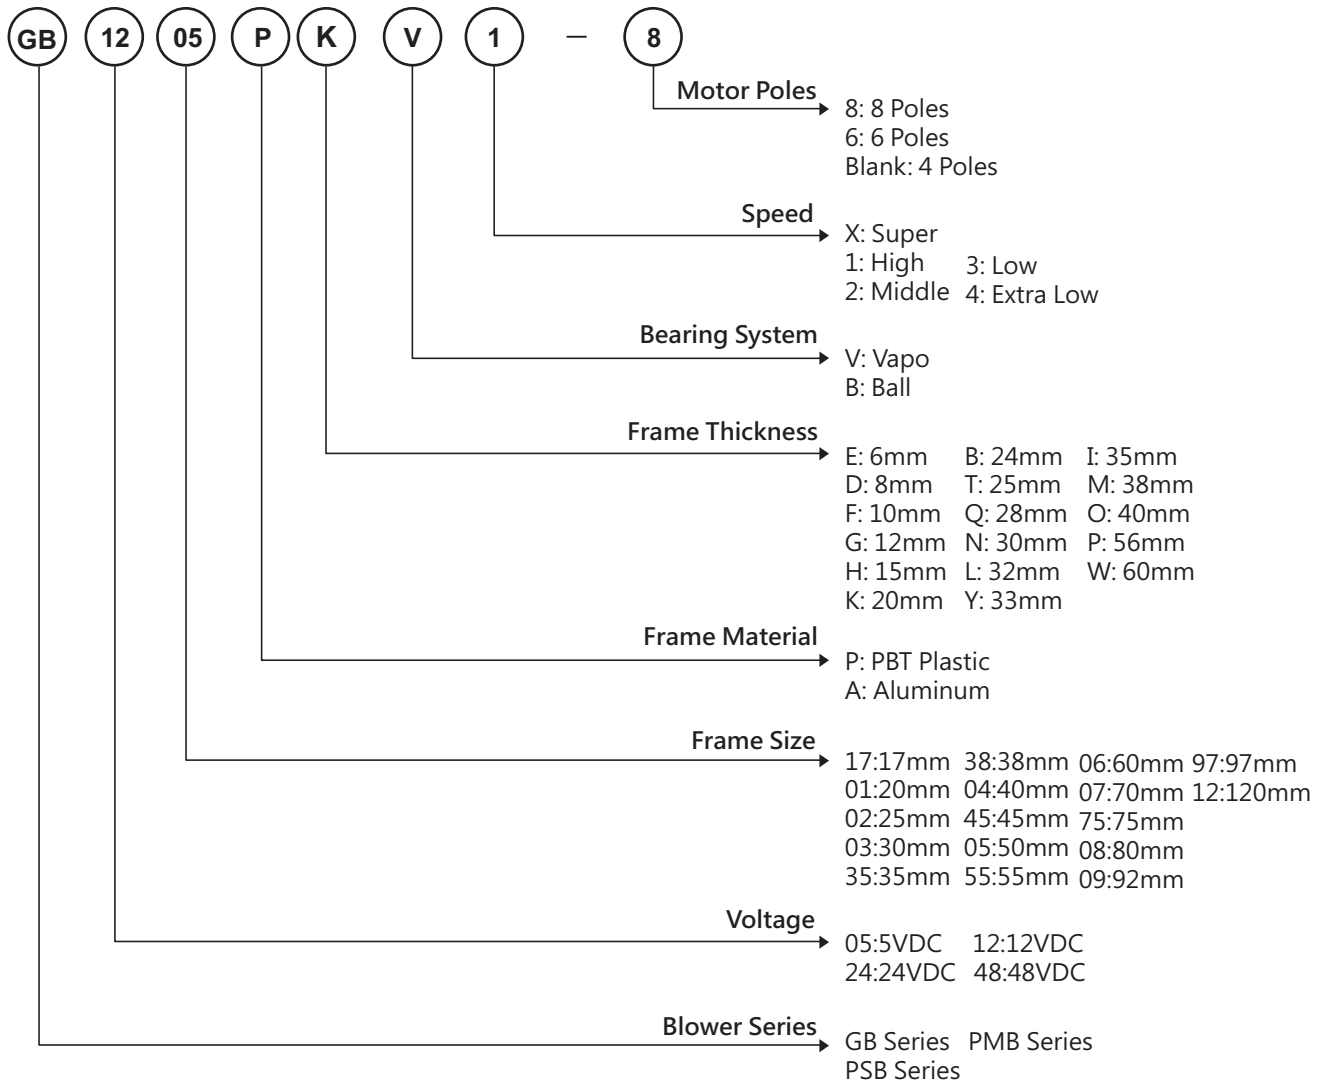 GB 12 05 P K V 1 – 8
Motor Poles
8: 8 Poles
6: 6 Poles
Blank: 4 Poles
Speed
X: Super
1: High 3: Low
2: Middle 4: Extra Low
Bearing System
V: Vapo
B: Ball
Frame Thickness
E: 6mm B: 24mm I: 35mm
D: 8mm T: 25mm M: 38mm
F: 10mm Q: 28mm O: 40mm
G: 12mm N: 30mm P: 56mm
H: 15mm L: 32mm W: 60mm
K: 20mm Y: 33mm
Frame Material
P: PBT Plastic
A: Aluminum
Frame Size
17:17mm 38:38mm 06:60mm 97:97mm
01:20mm 04:40mm 07:70mm 12:120mm
02:25mm 45:45mm 75:75mm
03:30mm 05:50mm 08:80mm
35:35mm 55:55mm 09:92mm
Voltage
05:5VDC 12:12VDC
24:24VDC 48:48VDC
Blower Series
GB Series PMB Series
PSB Series